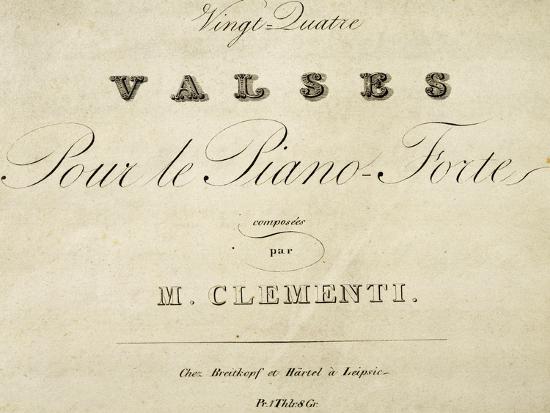 Vingt=Quatre
VALSES
Pour le Piano-Forte
composées
par
M. CLEMENTI.
Chez Breitkopf et Härtel à Leipsic.
Pr. 1 Thlr. 8 Gr.